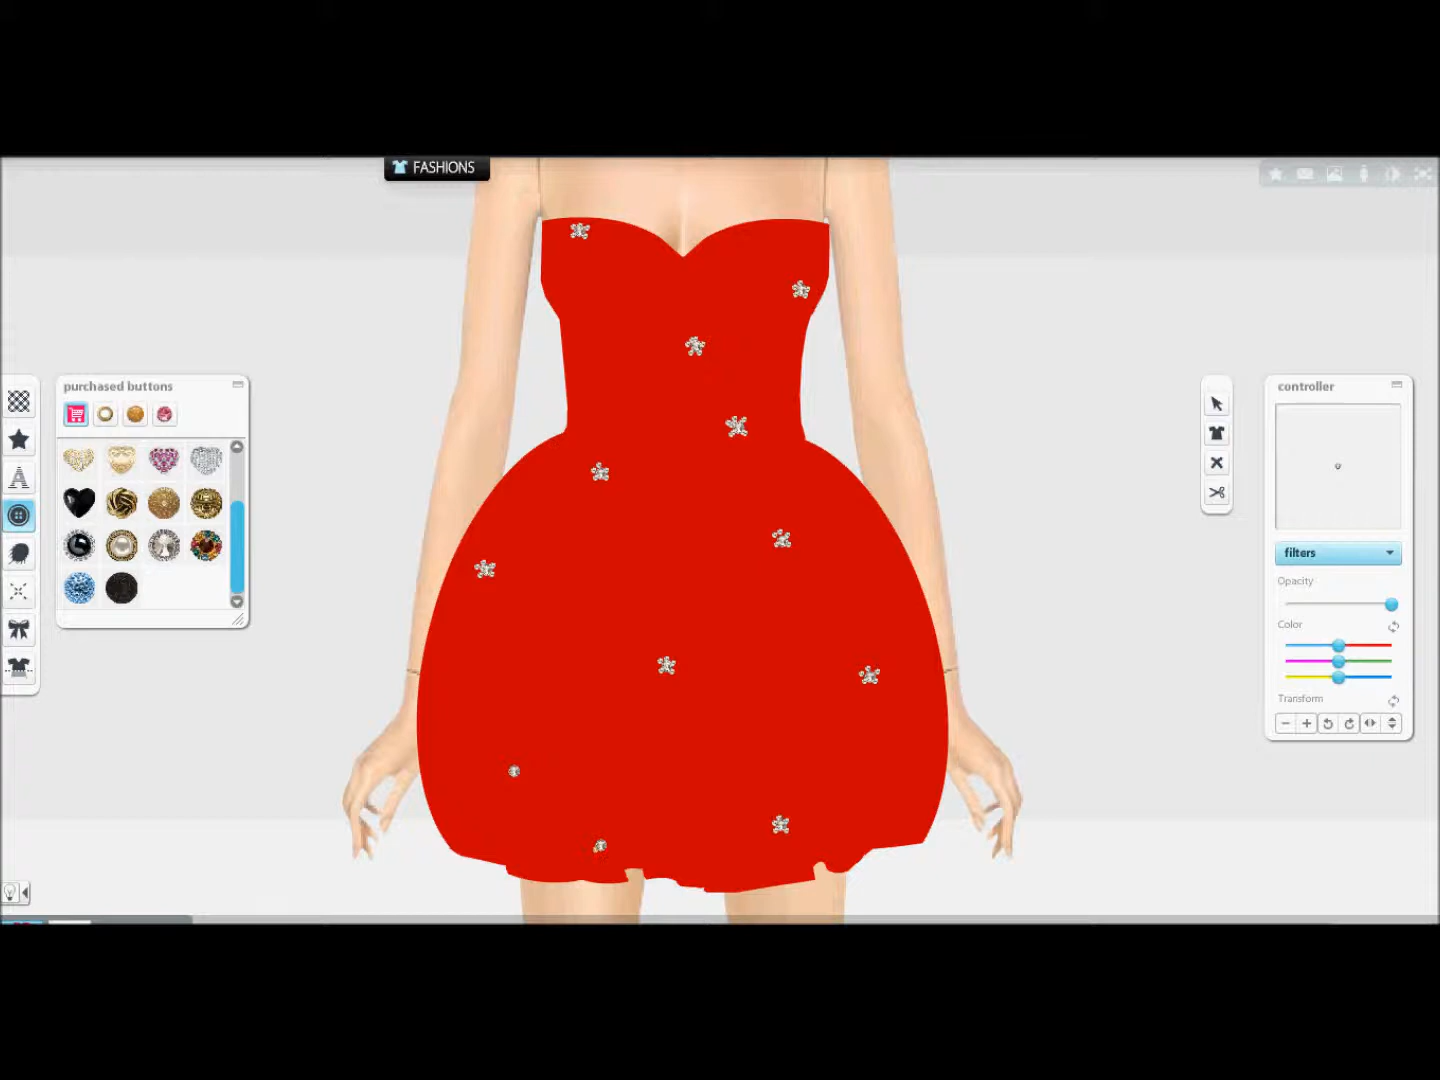 FASHIONS
purchased buttons
controller
filters
Opacity
Color
Transform